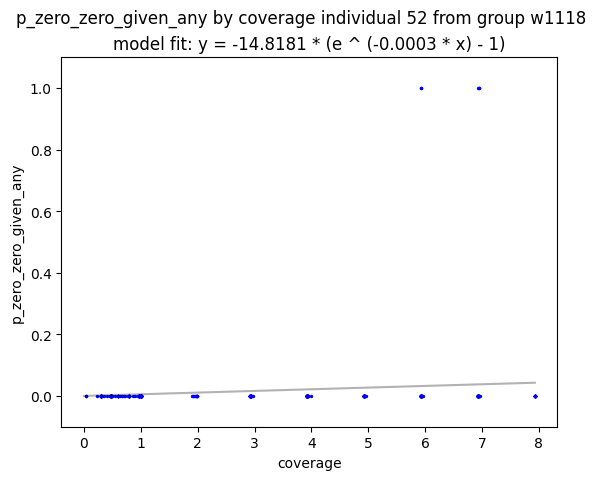 p_zero_zero_given_any by coverage individual 52 from group w1118
model fit: y = -14.8181 * (e ^ (-0.0003 * x) - 1)
1.0
0.8
0.6
0.4
0.2
0.0
p_zero_zero_given_any
0 1 2 3 4 5 6 7 8
coverage